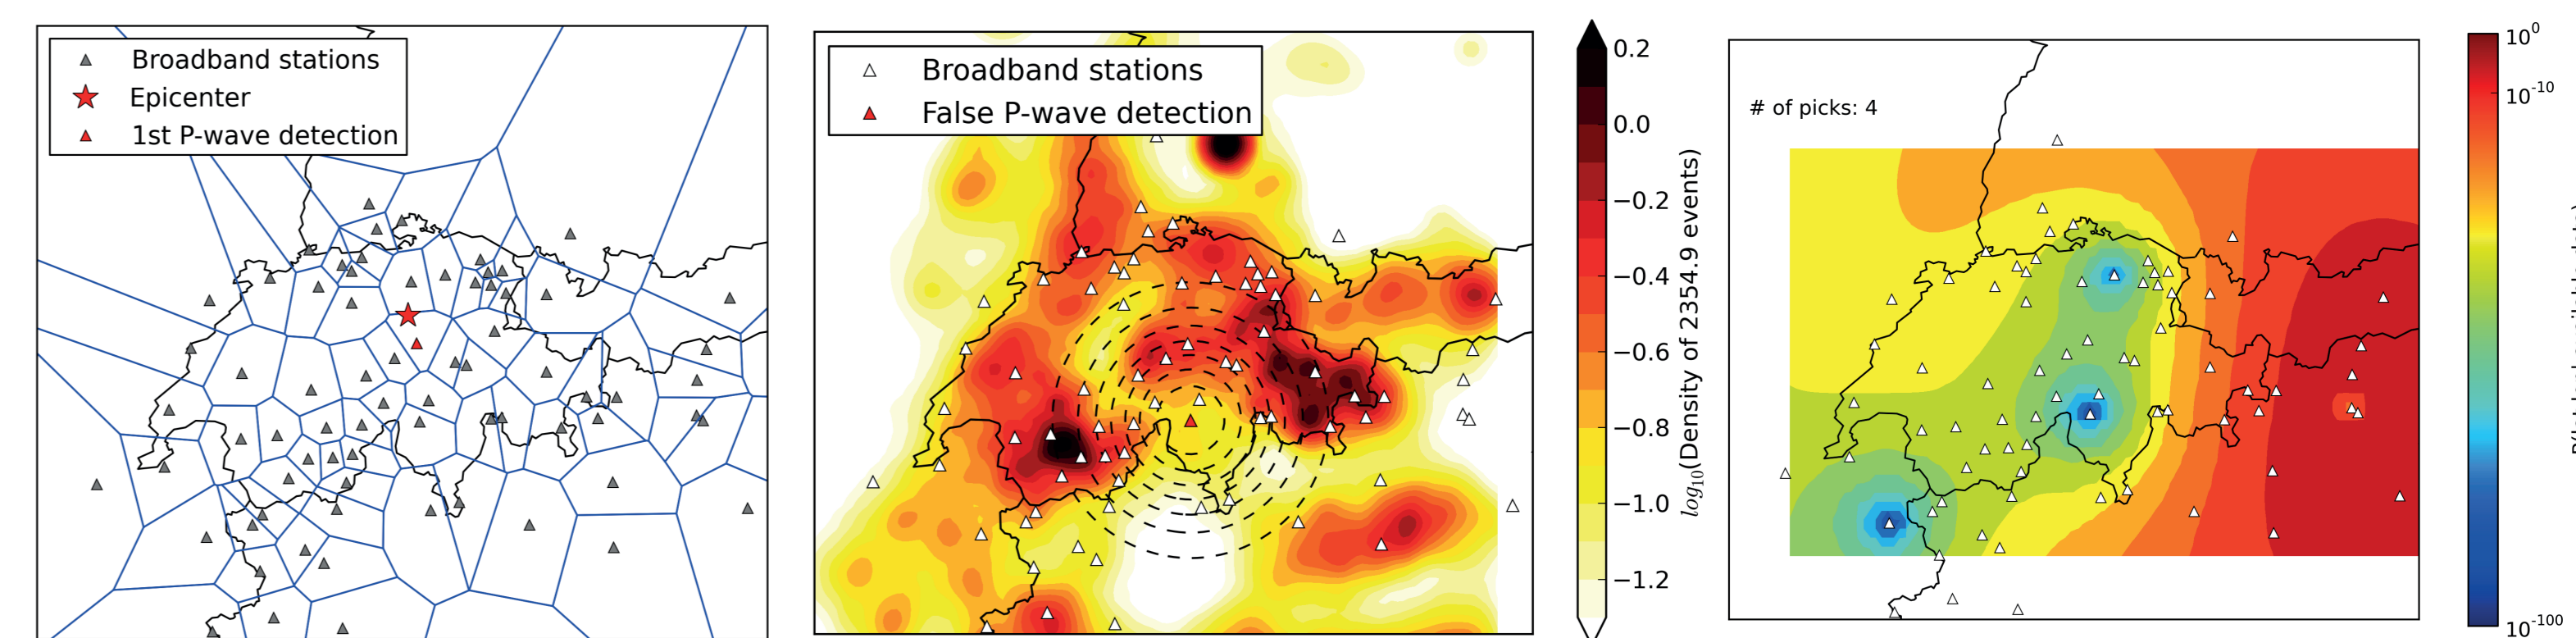 Broadband stations
Epicenter
1st P-wave detection
Broadband stations
False P-wave detection
0.2
0.0
−0.2
−0.4
−0.6
−0.8
−1.0
−1.2
log10(Density of 2354.9 events)
# of picks: 4
10^0
10^-10
10^-100